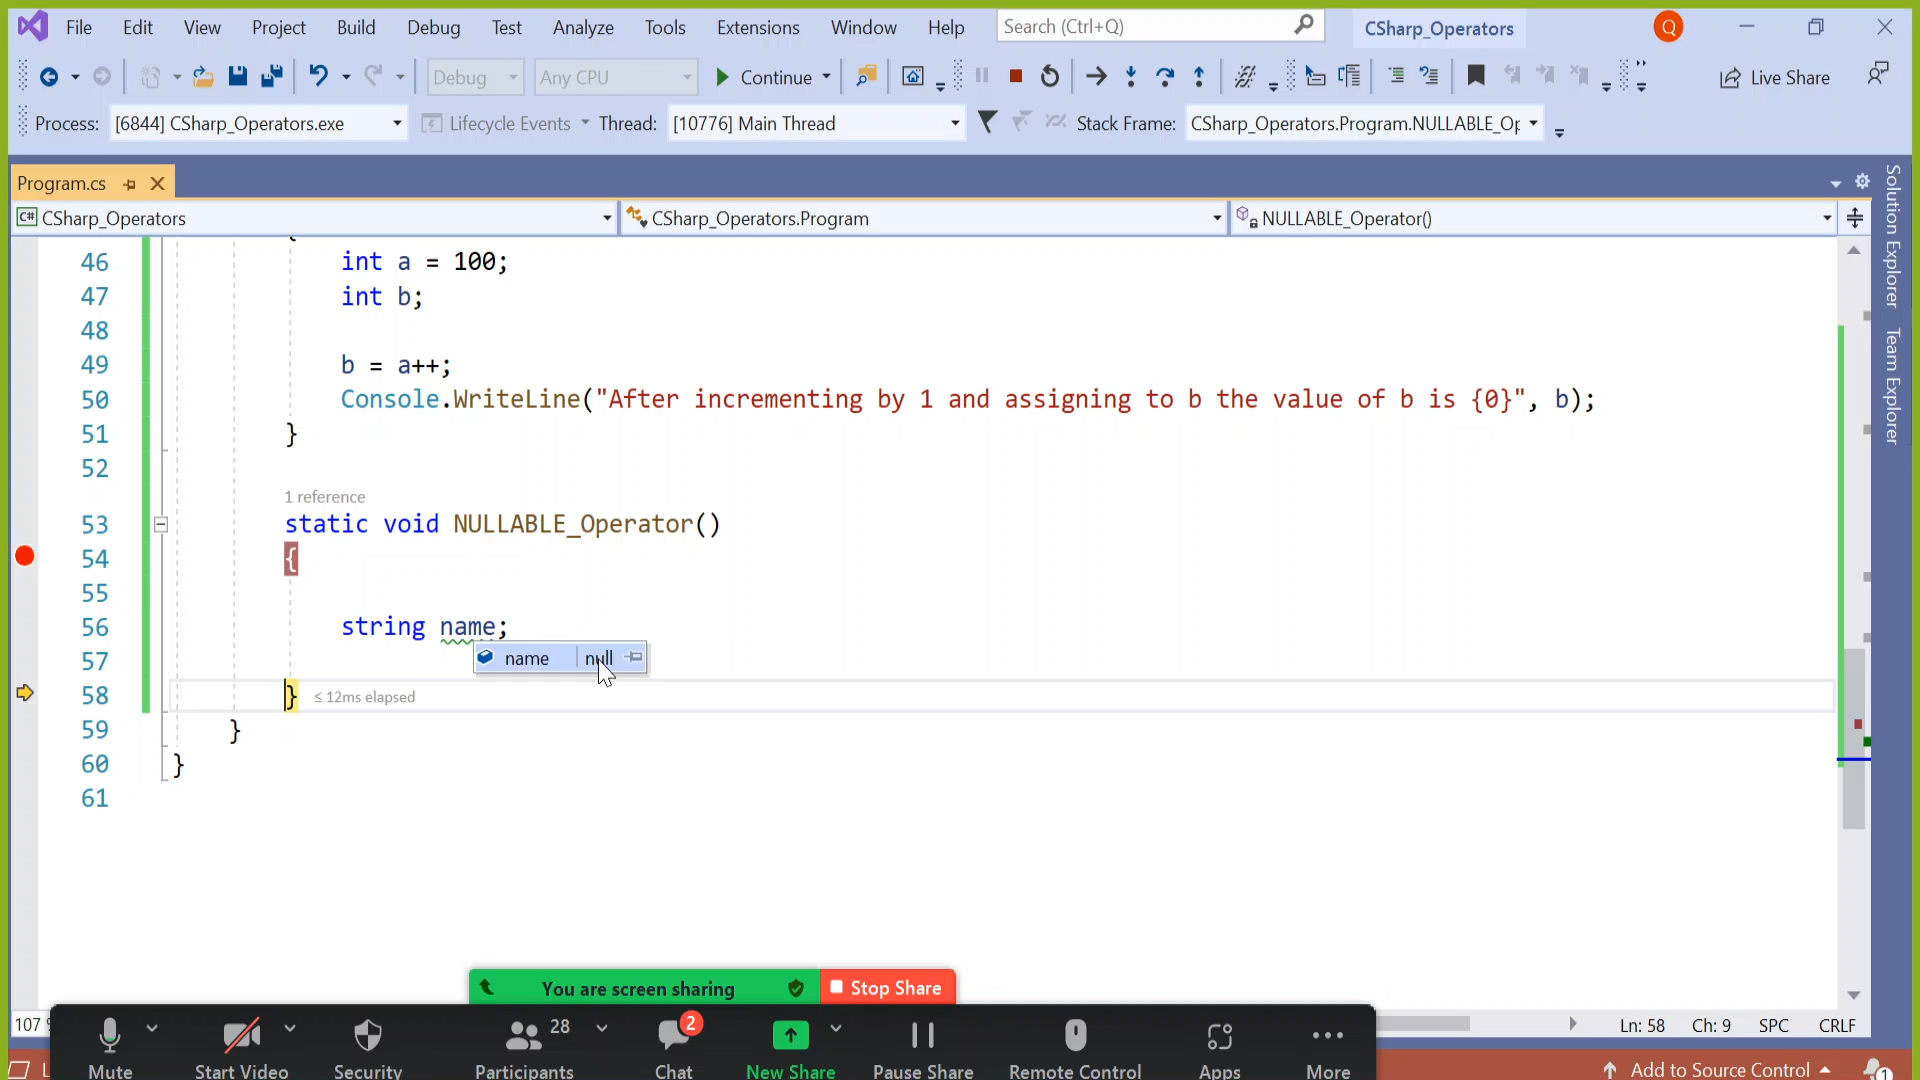 File Edit View Project Build Debug Test Analyze Tools Extensions Window Help Search (Ctrl+Q) CSharp_Operators Q
Debug Any CPU Continue Live Share
Process: [6844] CSharp_Operators.exe Lifecycle Events Thread: [10776] Main Thread Stack Frame: CSharp_Operators.Program.NULLABLE_Op
Program.cs
C# CSharp_Operators CSharp_Operators.Program NULLABLE_Operator()
Solution Explorer
Team Explorer
{
46 int a = 100;
47 int b;
48
49 b = a++;
50 Console.WriteLine("After incrementing by 1 and assigning to b the value of b is {0}", b);
51 }
52
1 reference
53 static void NULLABLE_Operator()
54 {
55
56 string name;
name null
57
58 } ≤ 12ms elapsed
59 }
60 }
61
You are screen sharing Stop Share
107 % Ln: 58 Ch: 9 SPC CRLF
28 2
Mute Start Video Security Participants Chat New Share Pause Share Remote Control Apps More
Add to Source Control 1